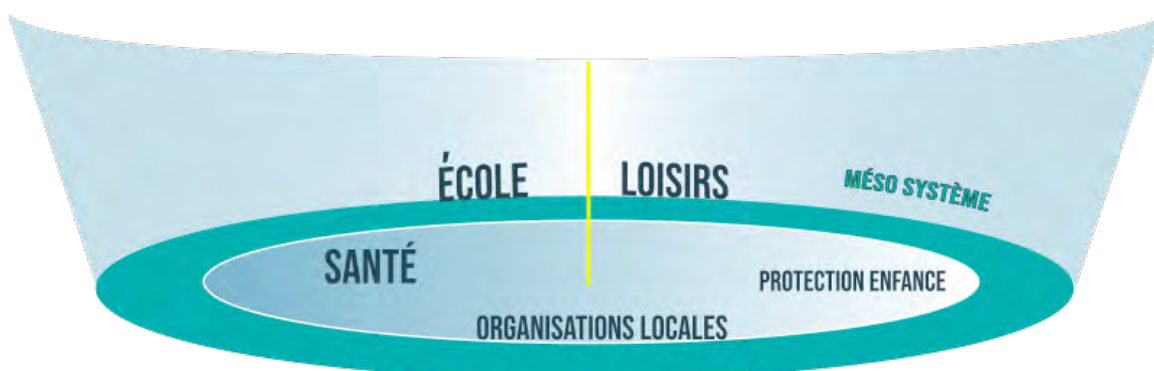 ÉCOLE
LOISIRS
MÉSO SYSTÈME
SANTÉ
PROTECTION ENFANCE
ORGANISATIONS LOCALES